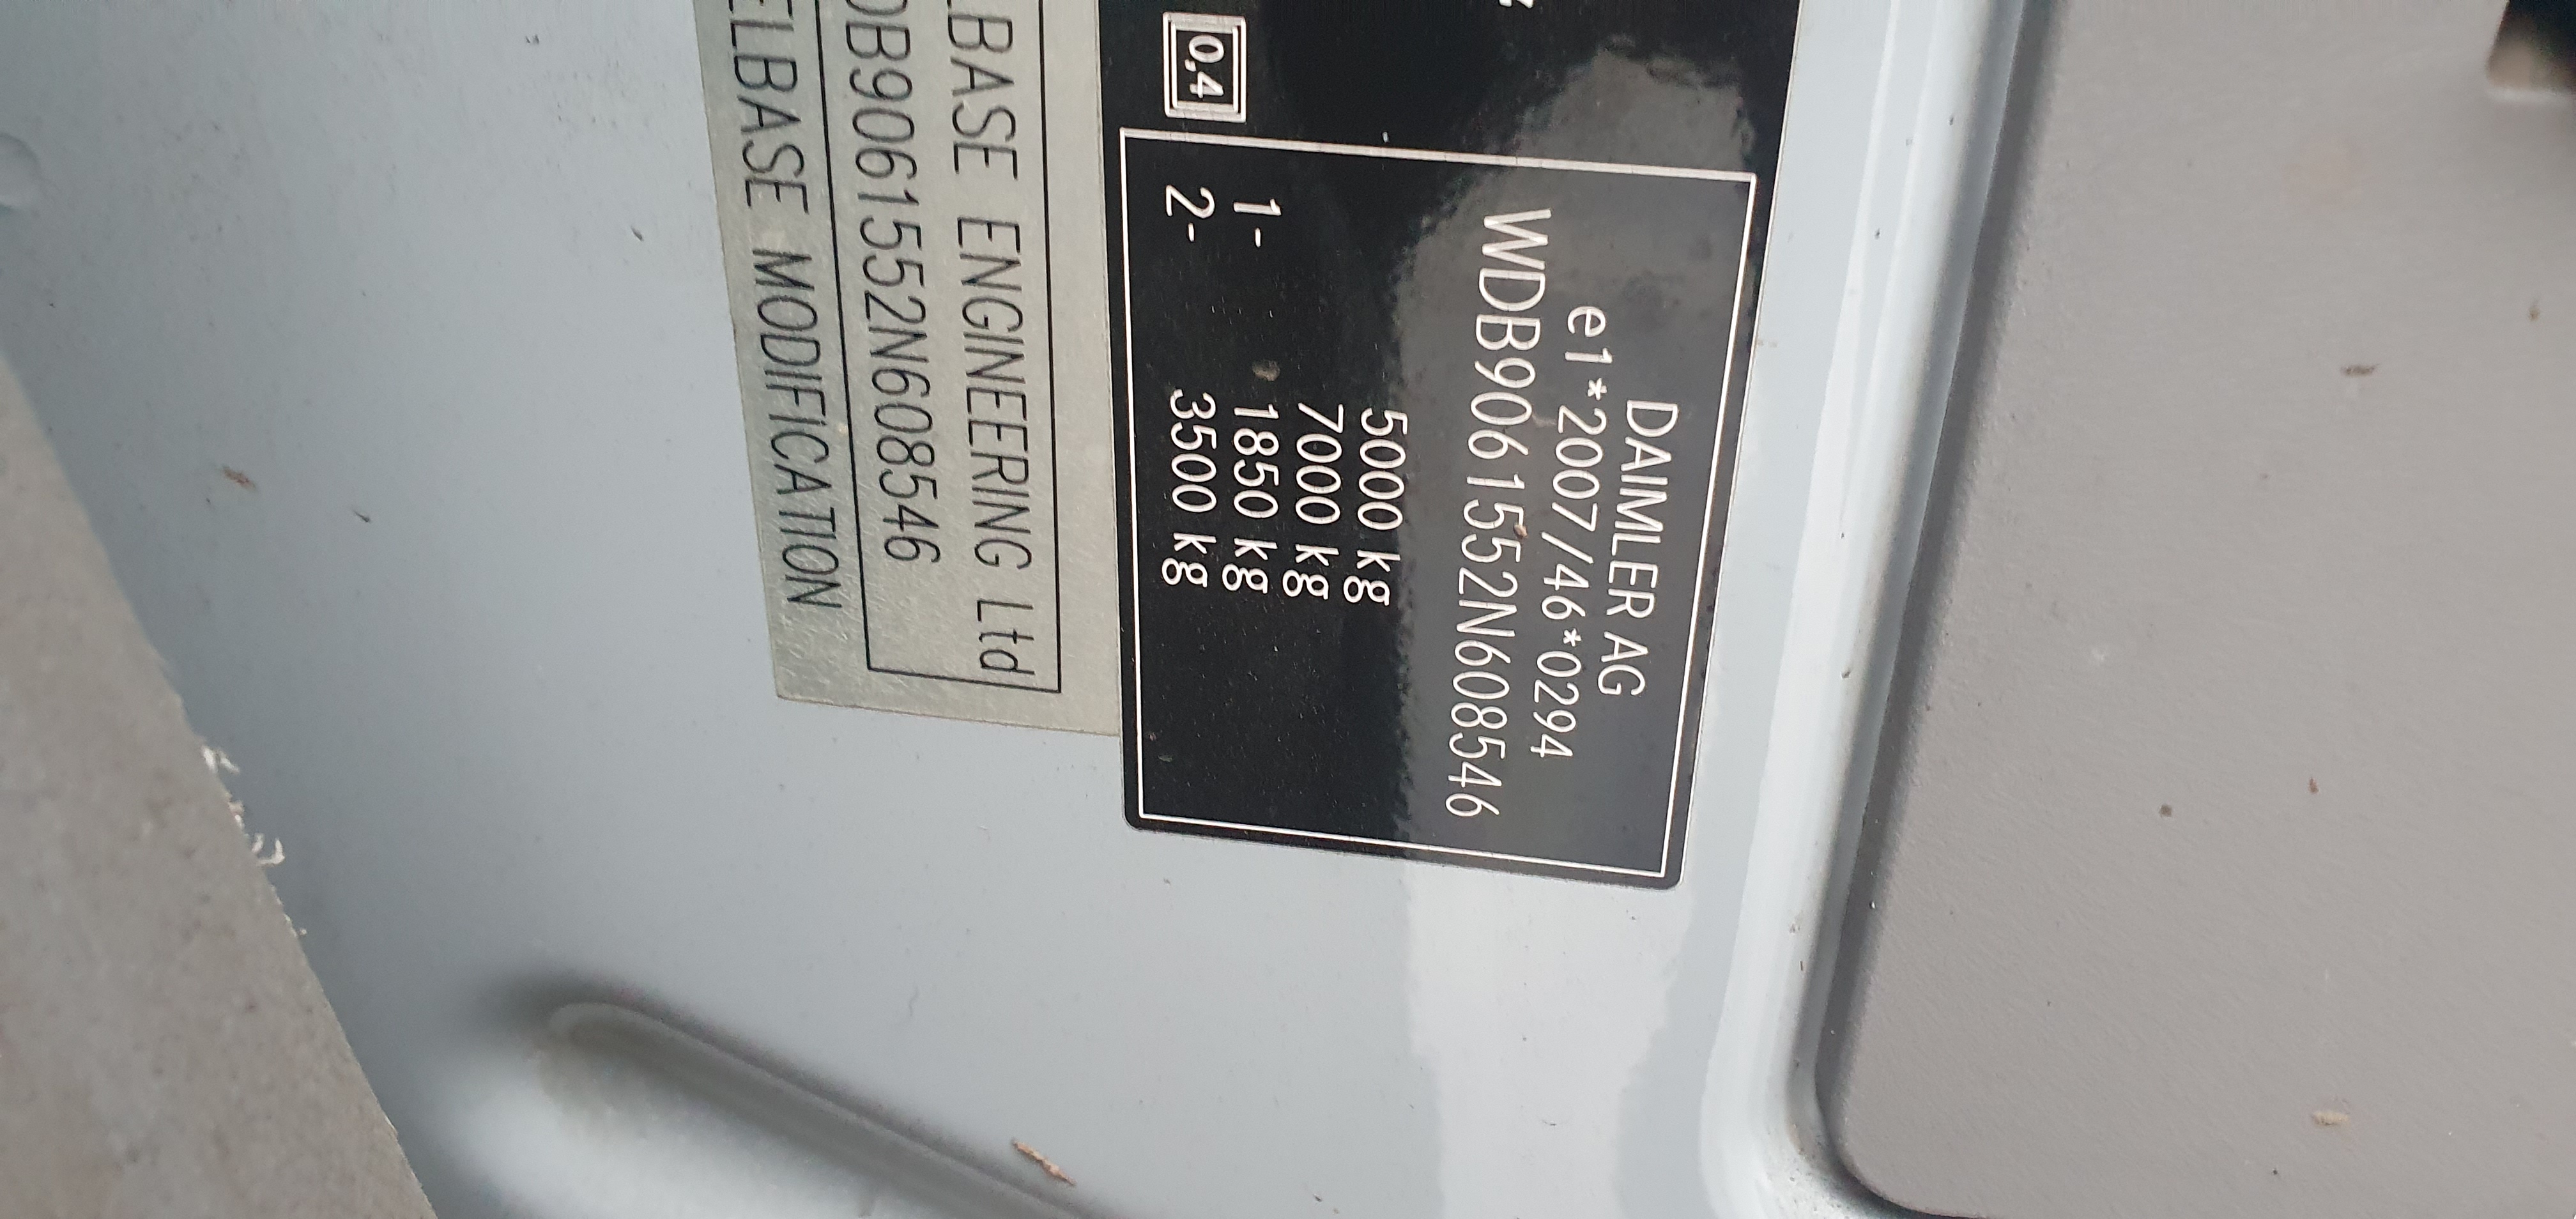 DAIMLER AG
e1*2007/46*0294
WDB9061552N608546
5000 kg
7000 kg
1- 1850 kg
2- 3500 kg
0,4
LBASE ENGINEERING Ltd
DB9061552N608546
ELBASE MODIFICATION